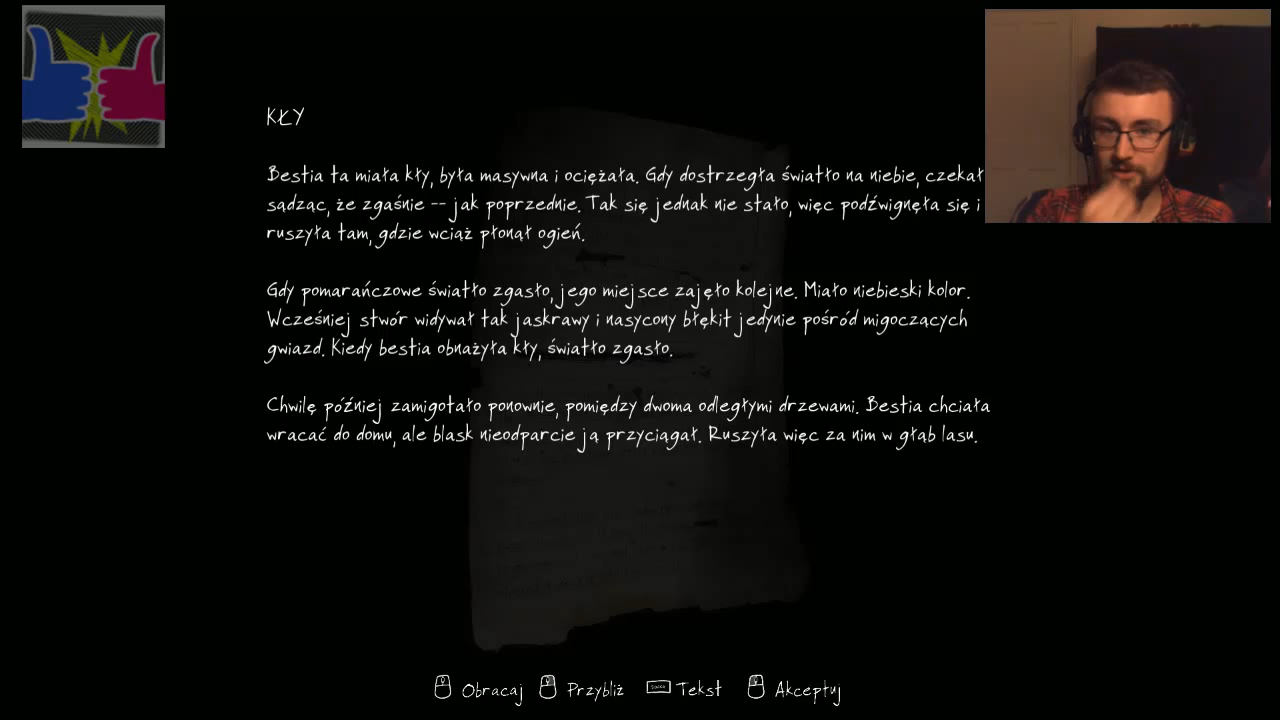 KŁY
Bestia ta miała kły, była masywna i ociężała. Gdy dostrzegła światło na niebie, czekał
sądząc, że zgaśnie -- jak poprzednie. Tak się jednak nie stało, więc podźwignęła się i
ruszyła tam, gdzie wciąż płonął ogień.
Gdy pomarańczowe światło zgasło, jego miejsce zajęło kolejne. Miało niebieski kolor.
Wcześniej stwór widywał tak jaskrawy i nasycony błękit jedynie pośród migoczących
gwiazd. Kiedy bestia obnażyła kły, światło zgasło.
Chwilę później zamigotało ponownie, pomiędzy dwoma odległymi drzewami. Bestia chciała
wracać do domu, ale blask nieodparcie ją przyciągał. Ruszyła więc za nim w głąb lasu.
Obracaj Przybliż Tekst Akceptuj